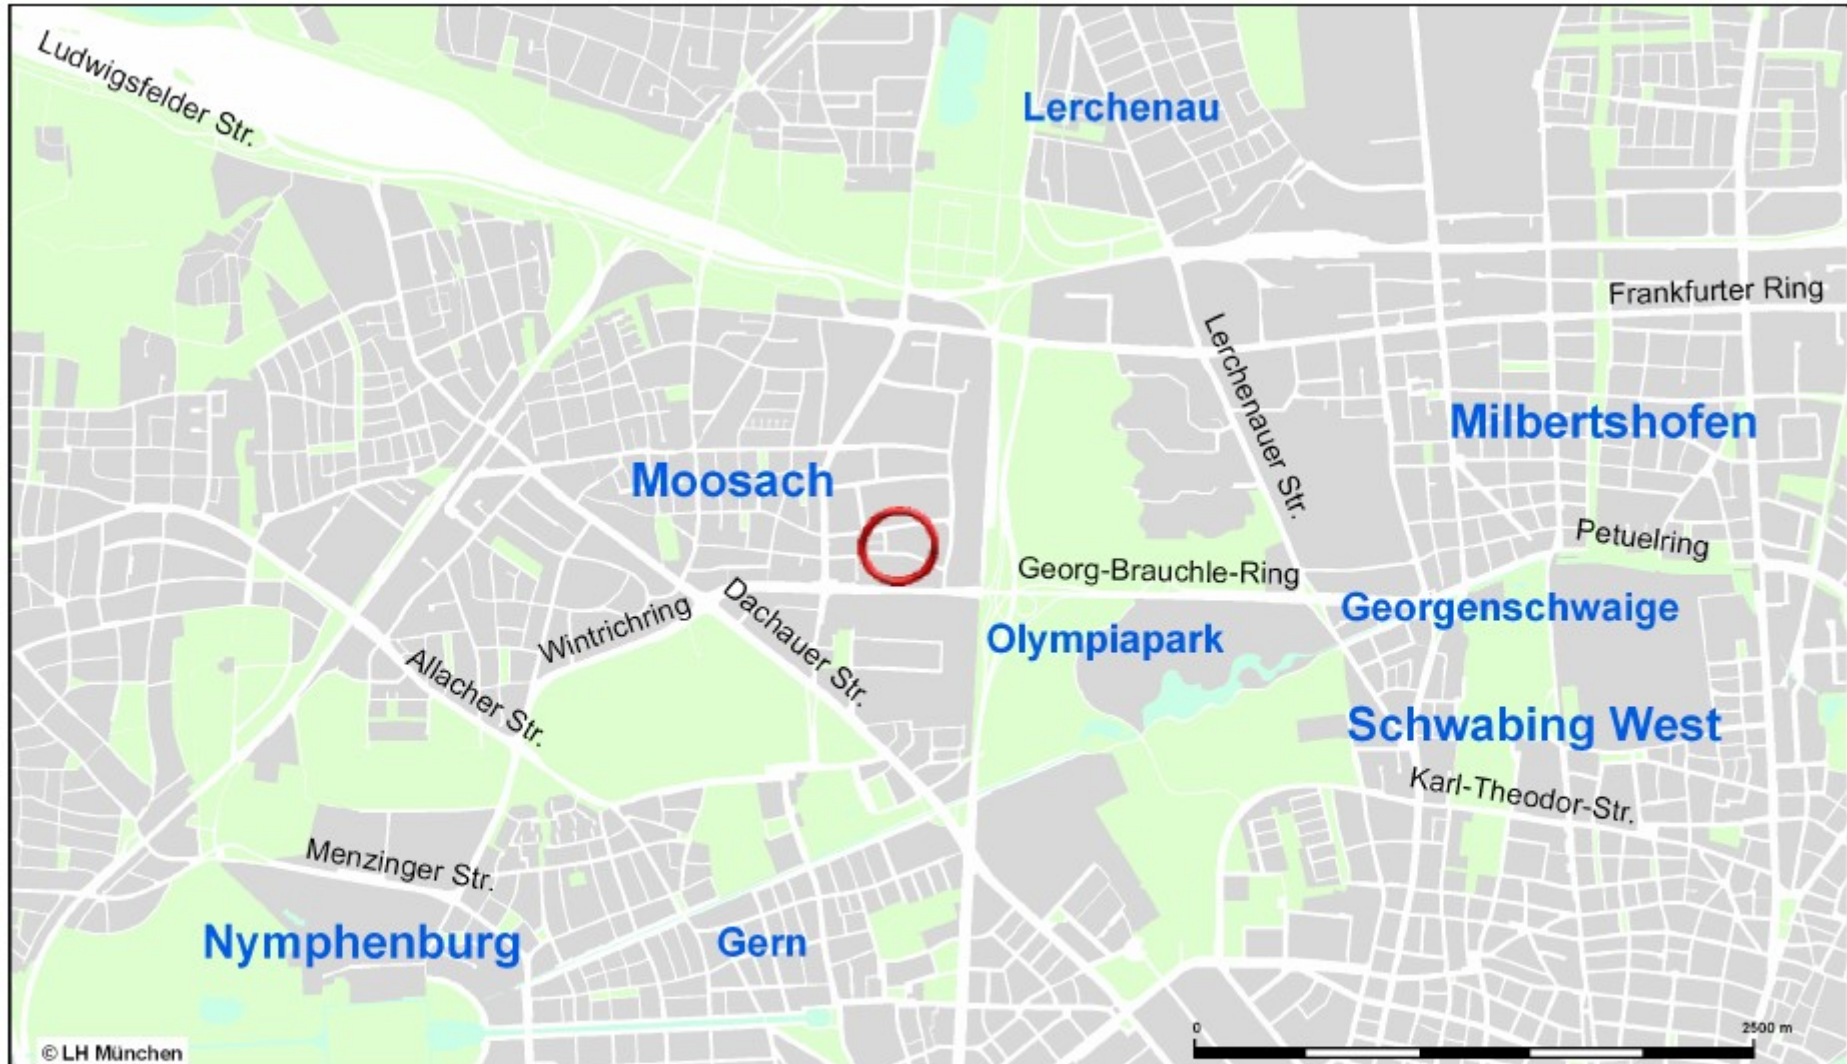 Ludwigsfelder Str.
Lerchenau
Frankfurter Ring
Lerchenauer Str.
Milbertshofen
Moosach
Petuelring
Georg-Brauchle-Ring
Georgenschwaige
Dachauer Str.
Wintrichring
Olympiapark
Allacher Str.
Schwabing West
Karl-Theodor-Str.
Menzinger Str.
Nymphenburg
Gern
0
2500 m
© LH München